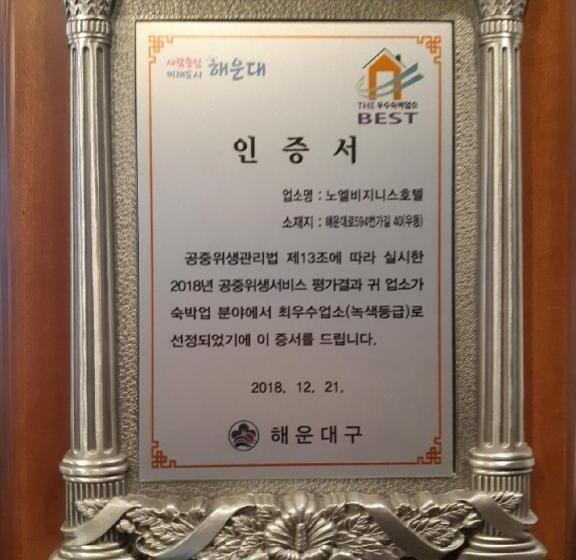 사람중심
미래도시 해운대
THE 우수숙박업소
BEST
인 증 서
업소명 : 노엘비지니스호텔
소재지 : 해운대로594번가길 40(우동)
공중위생관리법 제13조에 따라 실시한
2018년 공중위생서비스 평가결과 귀 업소가
숙박업 분야에서 최우수업소(녹색등급)로
선정되었기에 이 증서를 드립니다.
2018. 12. 21.
해운대구